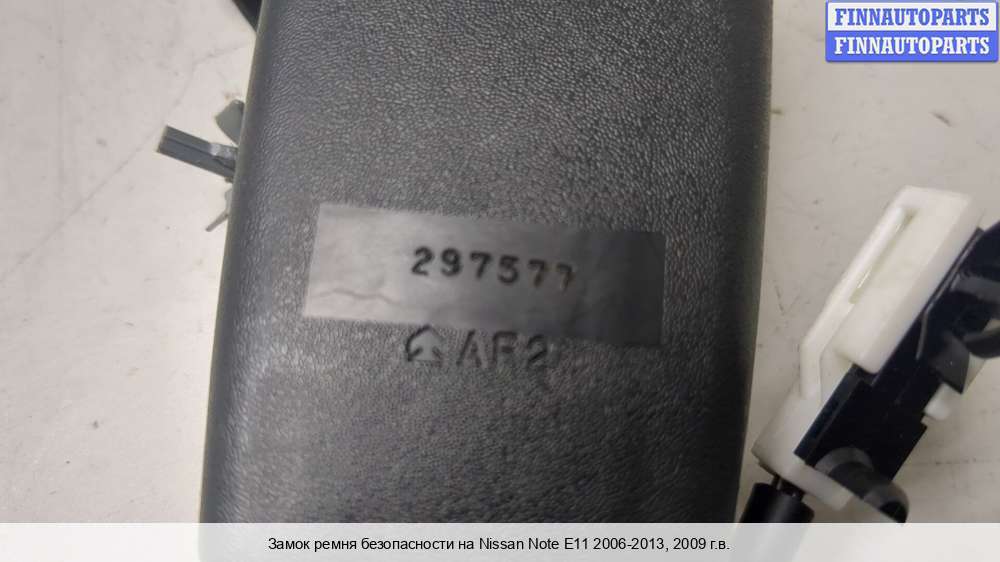 FINNAUTOPARTS
FINNAUTOPARTS
297577
AF2
Замок ремня безопасности на Nissan Note E11 2006-2013, 2009 г.в.